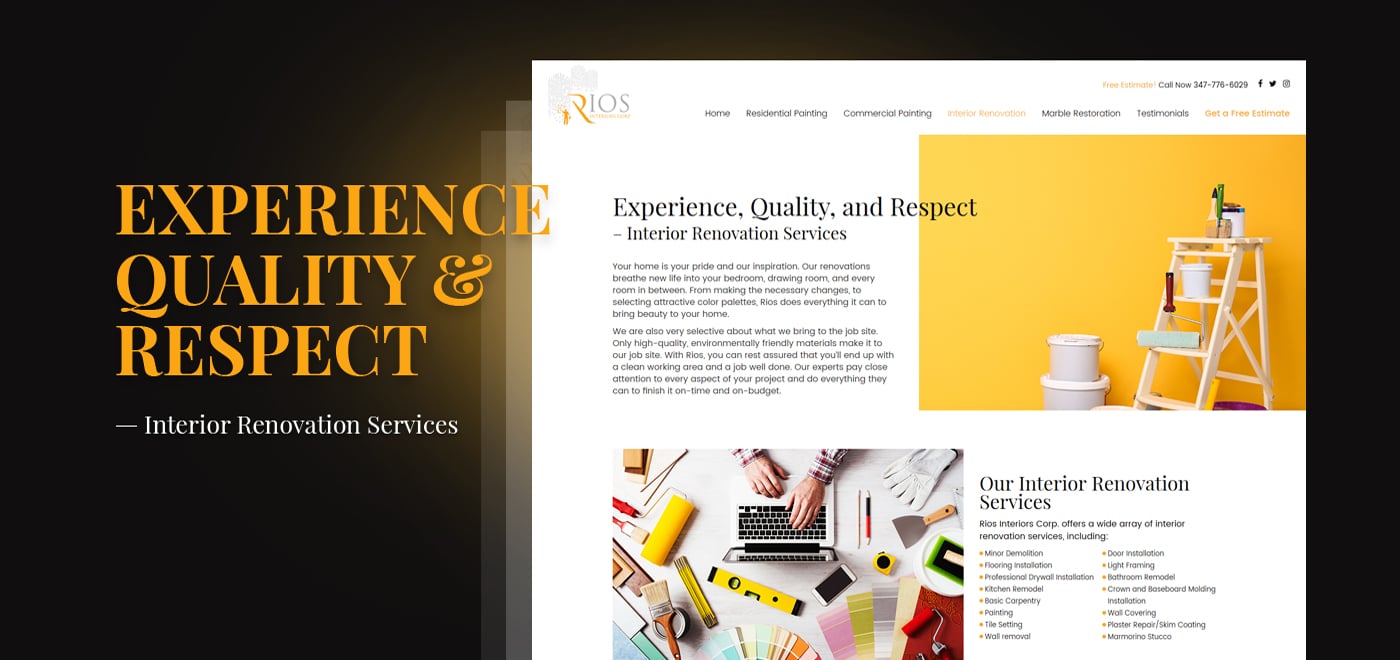 EXPERIENCE
QUALITY &
RESPECT
— Interior Renovation Services
RIOS
INTERIORS CORP
Free Estimate! Call Now 347-776-6029
Home Residential Painting Commercial Painting Interior Renovation Marble Restoration Testimonials Get a Free Estimate
Experience, Quality, and Respect
– Interior Renovation Services
Your home is your pride and our inspiration. Our renovations
breathe new life into your bedroom, drawing room, and every
room in between. From making the necessary changes, to
selecting attractive color palettes, Rios does everything it can to
bring beauty to your home.
We are also very selective about what we bring to the job site.
Only high-quality, environmentally friendly materials make it to
our job site. With Rios, you can rest assured that you'll end up with
a clean working area and a job well done. Our experts pay close
attention to every aspect of your project and do everything they
can to finish it on-time and on-budget.
Our Interior Renovation
Services
Rios Interiors Corp. offers a wide array of interior
renovation services, including:
Minor Demolition
Flooring Installation
Professional Drywall Installation
Kitchen Remodel
Basic Carpentry
Painting
Tile Setting
Wall removal
Door Installation
Light Framing
Bathroom Remodel
Crown and Baseboard Molding
Installation
Wall Covering
Plaster Repair/Skim Coating
Marmorino Stucco